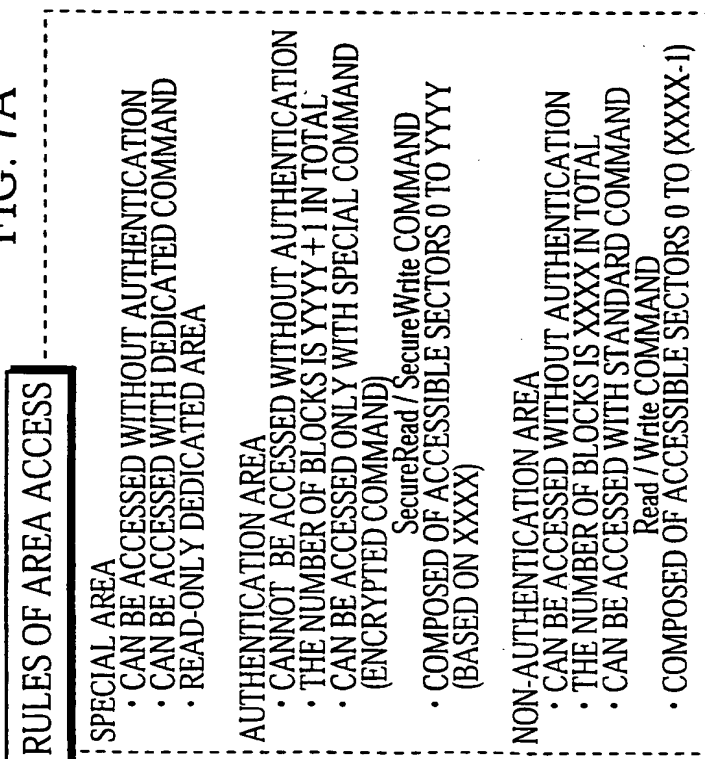 FIG. 7A
RULES OF AREA ACCESS
SPECIAL AREA
· CAN BE ACCESSED WITHOUT AUTHENTICATION
· CAN BE ACCESSED WITH DEDICATED COMMAND
· READ-ONLY DEDICATED AREA
AUTHENTICATION AREA
· CANNOT BE ACCESSED WITHOUT AUTHENTICATION
· THE NUMBER OF BLOCKS IS YYYY+1 IN TOTAL
· CAN BE ACCESSED ONLY WITH SPECIAL COMMAND
(ENCRYPTED COMMAND)
SecureRead / SecureWrite COMMAND
· COMPOSED OF ACCESSIBLE SECTORS 0 TO YYYY
(BASED ON XXXX)
NON-AUTHENTICATION AREA
· CAN BE ACCESSED WITHOUT AUTHENTICATION
· THE NUMBER OF BLOCKS IS XXXX IN TOTAL
· CAN BE ACCESSED WITH STANDARD COMMAND
Read / Write COMMAND
· COMPOSED OF ACCESSIBLE SECTORS 0 TO (XXXX-1)